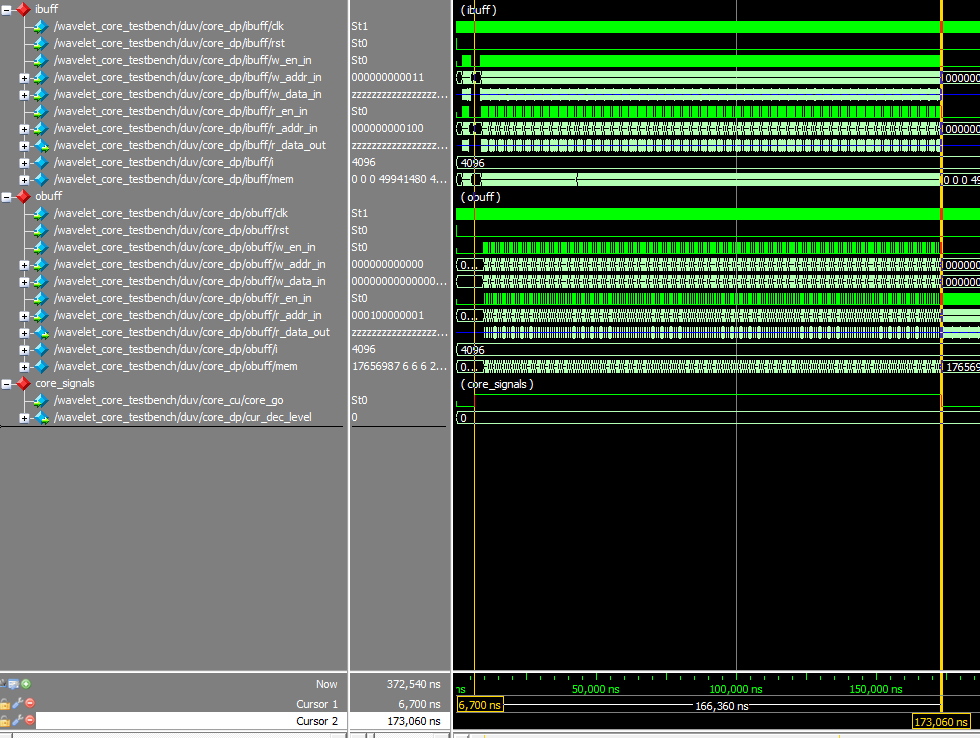 ibuff (ibuff)
/wavelet_core_testbench/duv/core_dp/ibuff/clk St1
/wavelet_core_testbench/duv/core_dp/ibuff/rst St0
/wavelet_core_testbench/duv/core_dp/ibuff/w_en_in St0
/wavelet_core_testbench/duv/core_dp/ibuff/w_addr_in 000000000011 000000
/wavelet_core_testbench/duv/core_dp/ibuff/w_data_in zzzzzzzzzzzzzzzzz...
/wavelet_core_testbench/duv/core_dp/ibuff/r_en_in St0
/wavelet_core_testbench/duv/core_dp/ibuff/r_addr_in 000000000100 000000
/wavelet_core_testbench/duv/core_dp/ibuff/r_data_out zzzzzzzzzzzzzzzzz...
/wavelet_core_testbench/duv/core_dp/ibuff/i 4096 4096
/wavelet_core_testbench/duv/core_dp/ibuff/mem 0 0 0 49941480 4... 0 0 0 49
obuff (obuff)
/wavelet_core_testbench/duv/core_dp/obuff/clk St1
/wavelet_core_testbench/duv/core_dp/obuff/rst St0
/wavelet_core_testbench/duv/core_dp/obuff/w_en_in St0
/wavelet_core_testbench/duv/core_dp/obuff/w_addr_in 000000000000 0... 000000
/wavelet_core_testbench/duv/core_dp/obuff/w_data_in 0000000000000... 000000
/wavelet_core_testbench/duv/core_dp/obuff/r_en_in St0
/wavelet_core_testbench/duv/core_dp/obuff/r_addr_in 000100000001 0...
/wavelet_core_testbench/duv/core_dp/obuff/r_data_out zzzzzzzzzzzzzzzzz...
/wavelet_core_testbench/duv/core_dp/obuff/i 4096 4096
/wavelet_core_testbench/duv/core_dp/obuff/mem 17656987 6 6 6 2... 0... 176569
core_signals (core_signals)
/wavelet_core_testbench/duv/core_cu/core_go St0
/wavelet_core_testbench/duv/core_dp/cur_dec_level 0 0
Now 372,540 ns ns 50,000 ns 100,000 ns 150,000 ns
Cursor 1 6,700 ns 6,700 ns 166,360 ns
Cursor 2 173,060 ns 173,060 ns